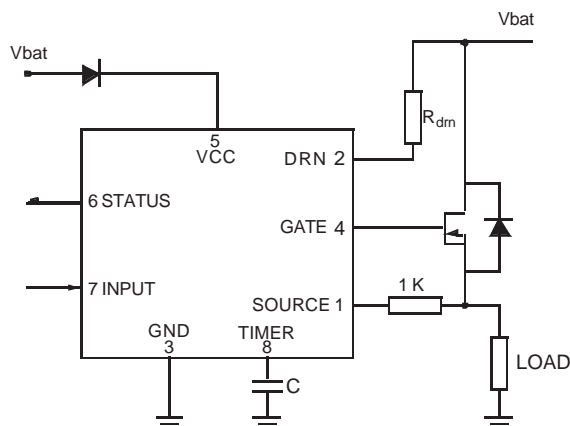 Vbat
Vbat
R drn
5
VCC
DRN 2
6 STATUS
GATE 4
7 INPUT
1 K
SOURCE 1
GND
3
TIMER
8
C
LOAD